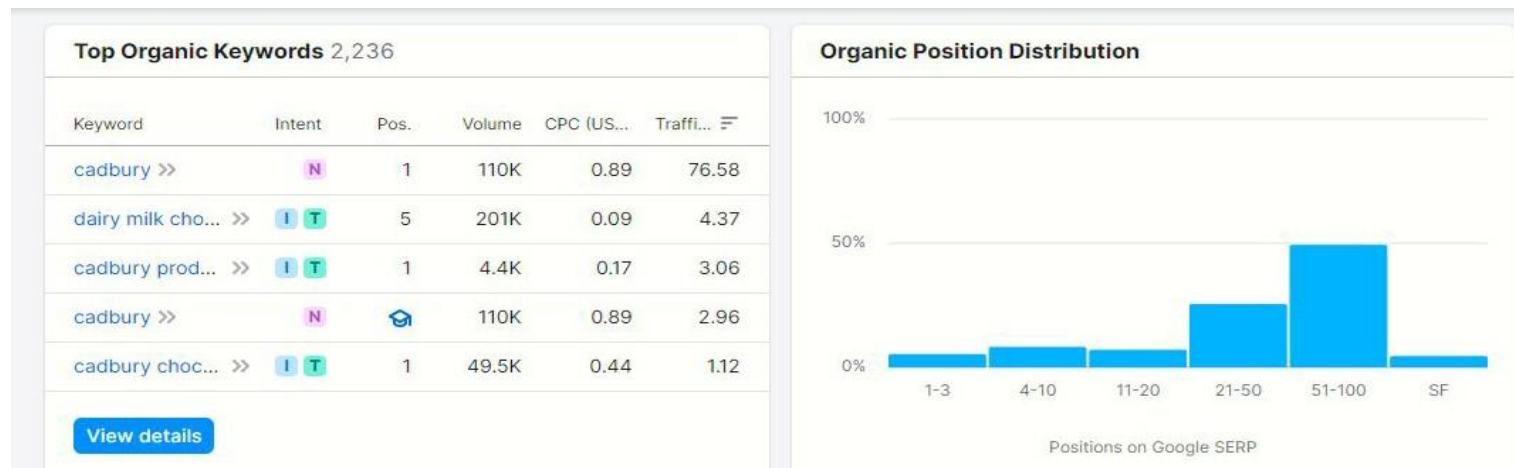 Top Organic Keywords 2,236
Keyword Intent Pos. Volume CPC (US... Traffi...
cadbury >> N 1 110K 0.89 76.58
dairy milk cho... >> I T 5 201K 0.09 4.37
cadbury prod... >> I T 1 4.4K 0.17 3.06
cadbury >> N 110K 0.89 2.96
cadbury choc... >> I T 1 49.5K 0.44 1.12
View details
Organic Position Distribution
100%
50%
0%
1-3 4-10 11-20 21-50 51-100 SF
Positions on Google SERP